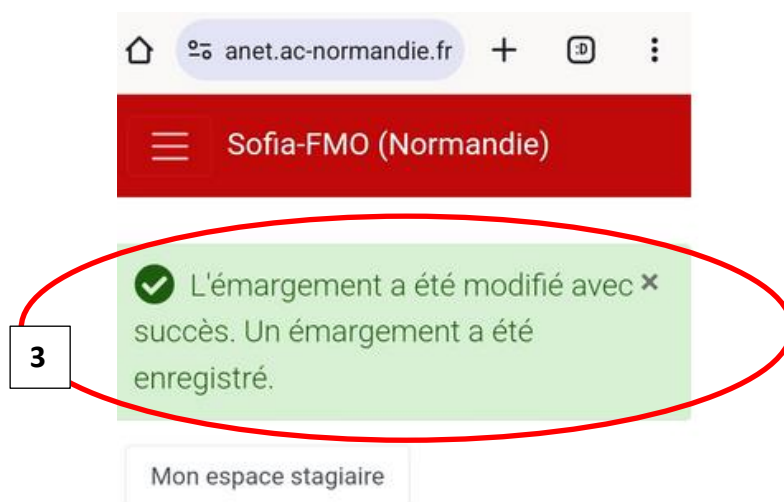 anet.ac-normandie.fr
:D
Sofia-FMO (Normandie)
L'émargement a été modifié avec ×
succès. Un émargement a été
enregistré.
3
Mon espace stagiaire